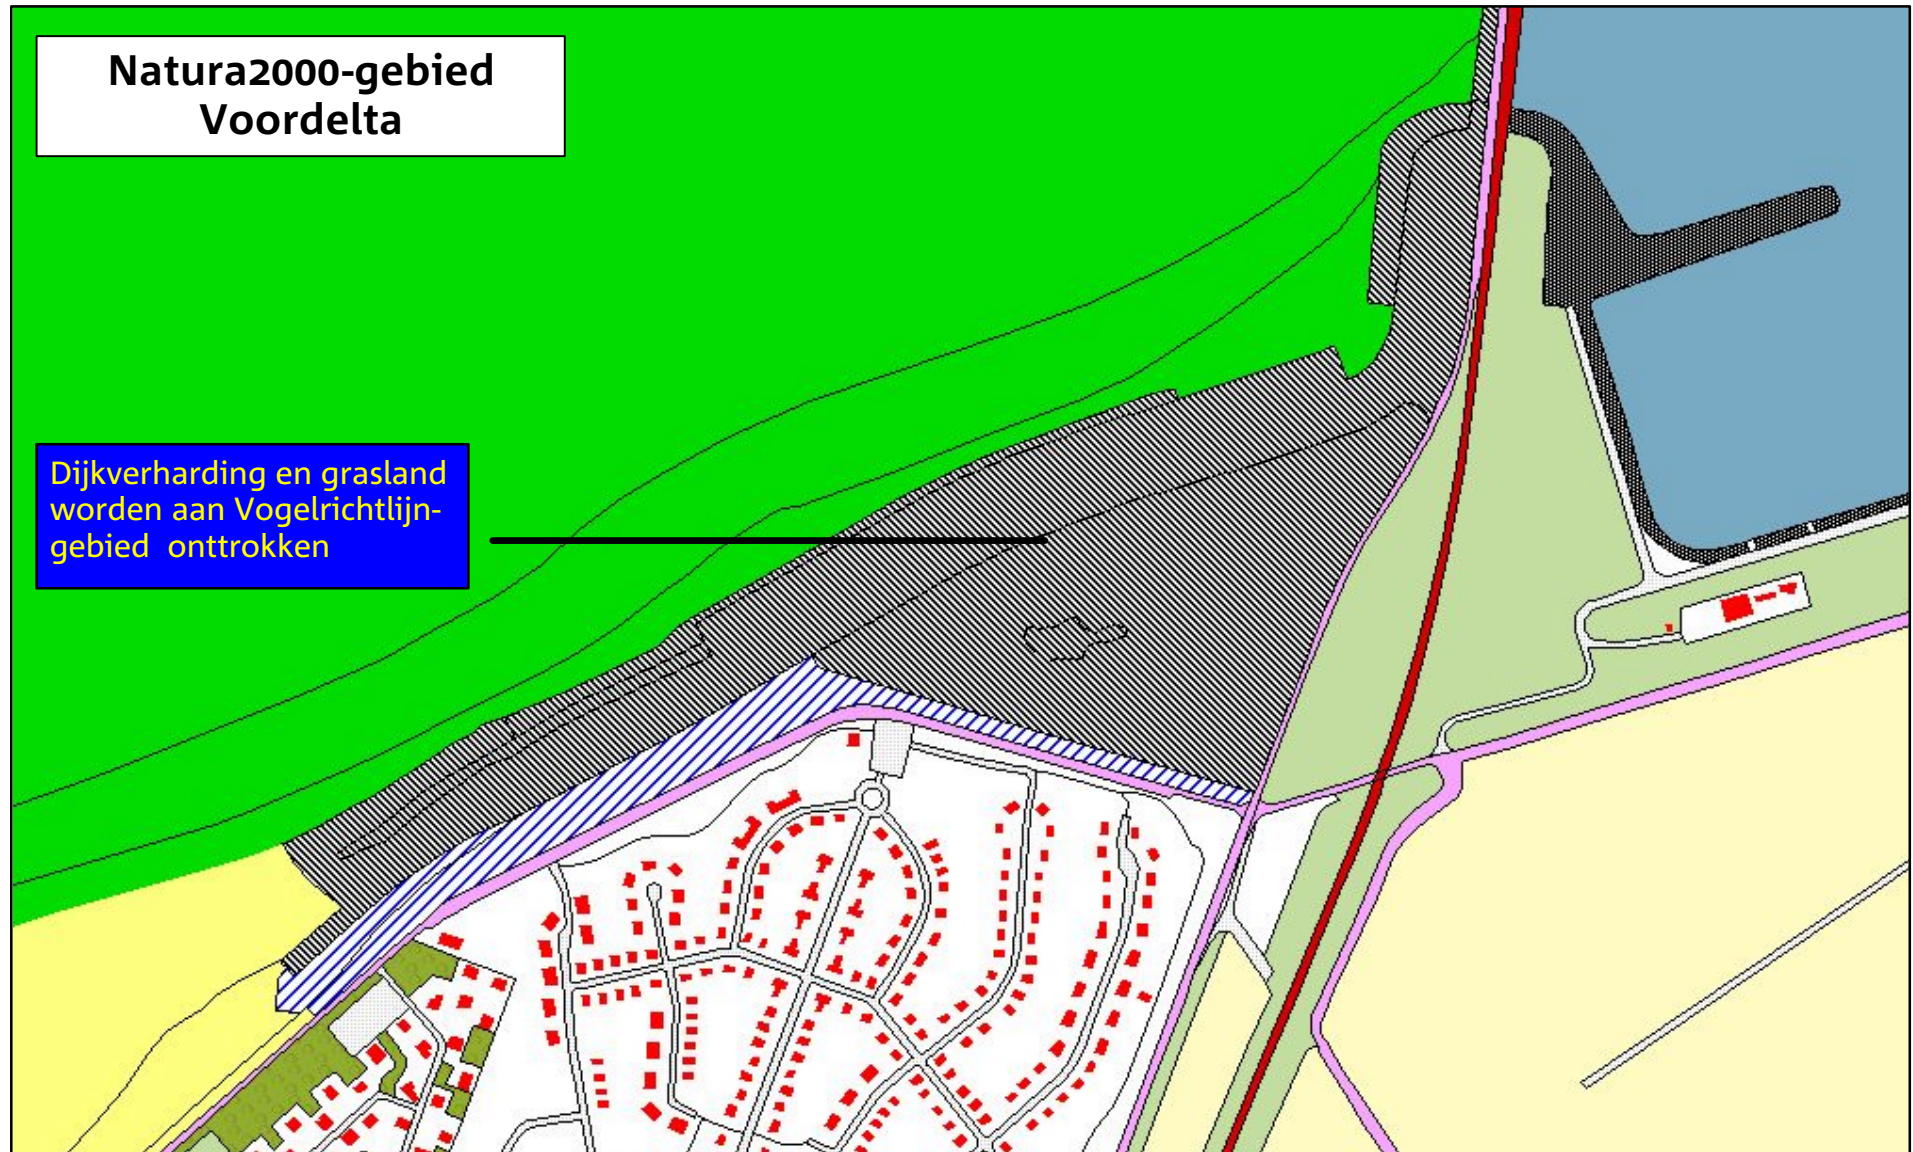 Natura2000-gebied
Voordelta
Dijkverharding en grasland
worden aan Vogelrichtlijn-
gebied onttrokken